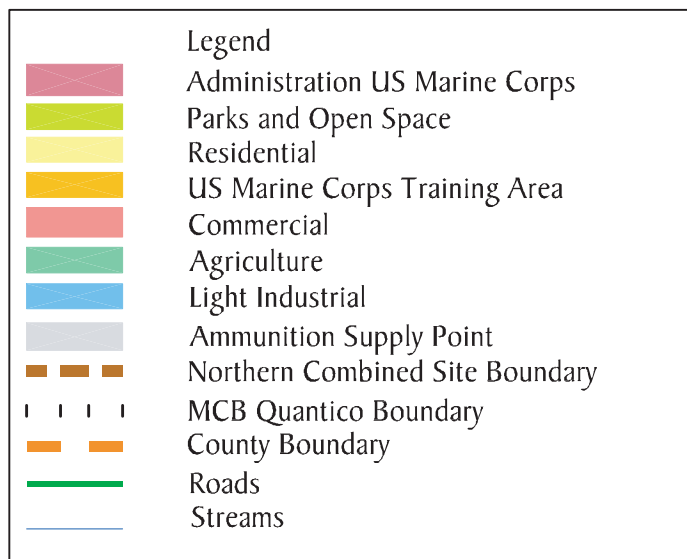 Legend
Administration US Marine Corps
Parks and Open Space
Residential
US Marine Corps Training Area
Commercial
Agriculture
Light Industrial
Ammunition Supply Point
Northern Combined Site Boundary
MCB Quantico Boundary
County Boundary
Roads
Streams